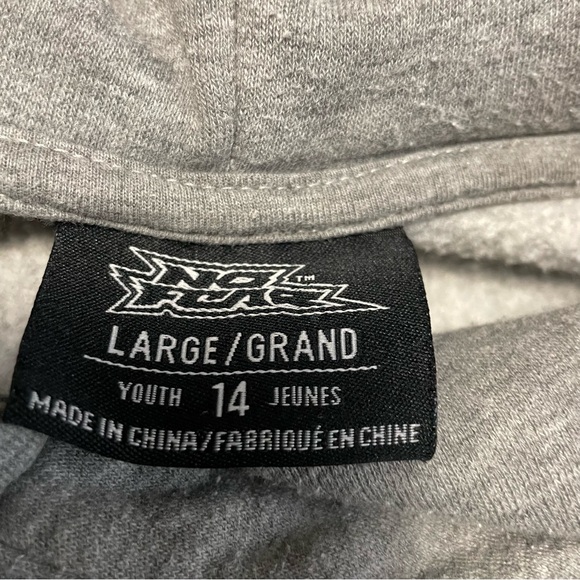 NO
FEAR™
LARGE/GRAND
YOUTH 14 JEUNES
MADE IN CHINA/FABRIQUÉ EN CHINE